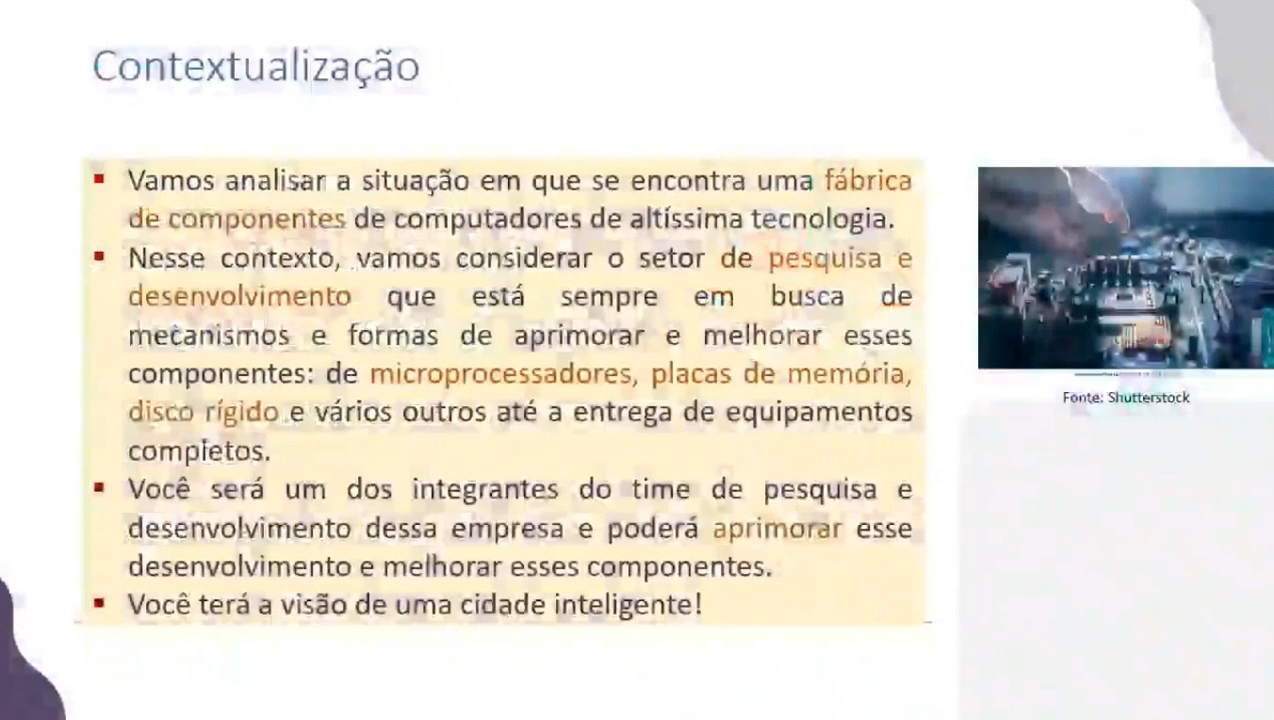 Contextualização
▪ Vamos analisar a situação em que se encontra uma fábrica
de componentes de computadores de altíssima tecnologia.
▪ Nesse contexto, vamos considerar o setor de pesquisa e
desenvolvimento que está sempre em busca de
mecanismos e formas de aprimorar e melhorar esses
componentes: de microprocessadores, placas de memória,
disco rígido e vários outros até a entrega de equipamentos
completos.
▪ Você será um dos integrantes do time de pesquisa e
desenvolvimento dessa empresa e poderá aprimorar esse
desenvolvimento e melhorar esses componentes.
▪ Você terá a visão de uma cidade inteligente!
Fonte: Shutterstock